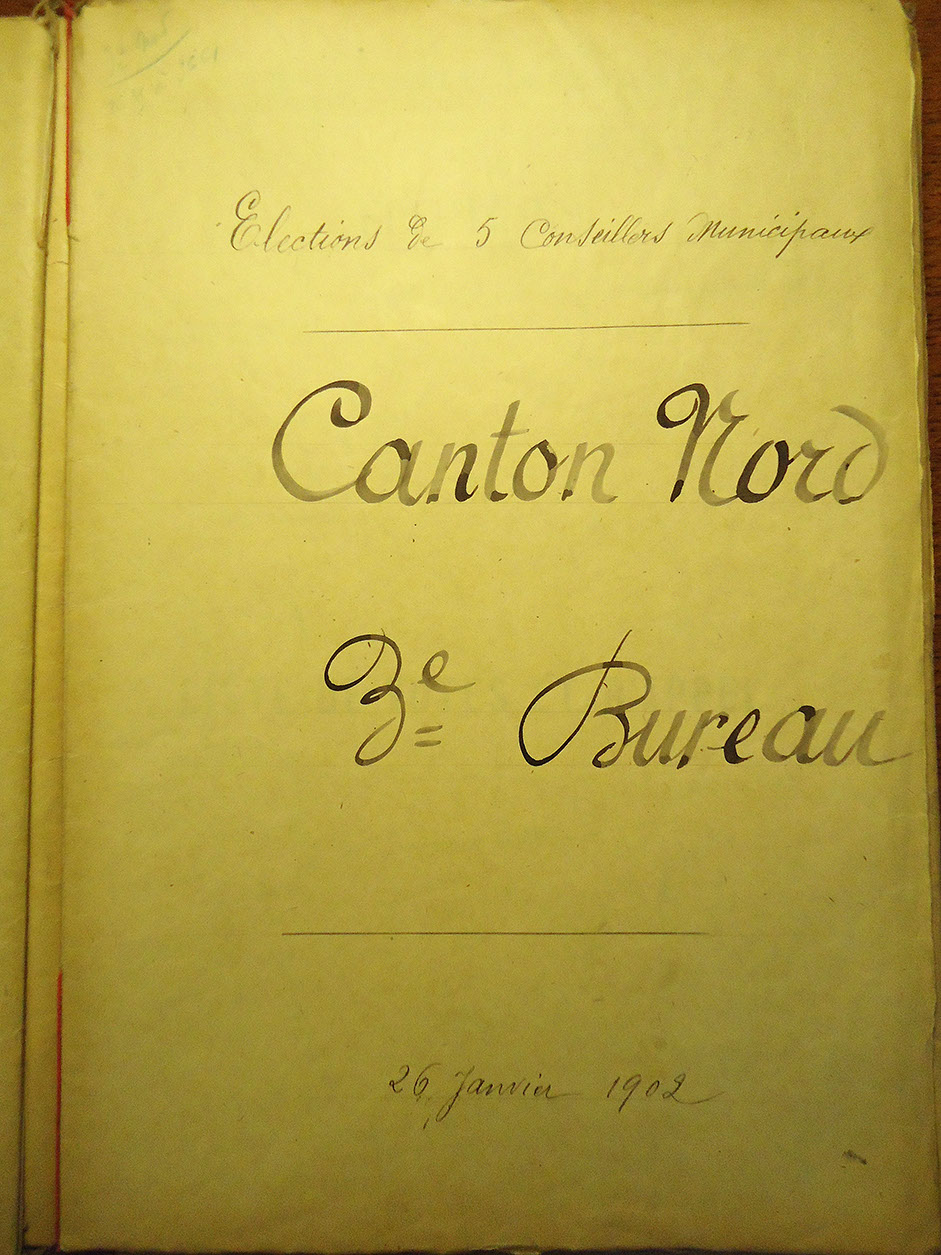 Elections de 5 Conseillers Municipaux
Canton Nord
3e Bureau
26 Janvier 1902